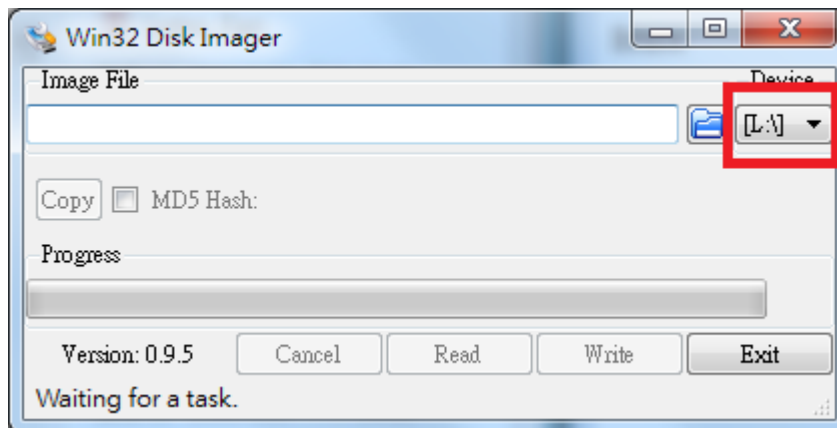 Win32 Disk Imager
Image File
Device
[L:\]
Copy
MD5 Hash:
Progress
Version: 0.9.5
Cancel
Read
Write
Exit
Waiting for a task.